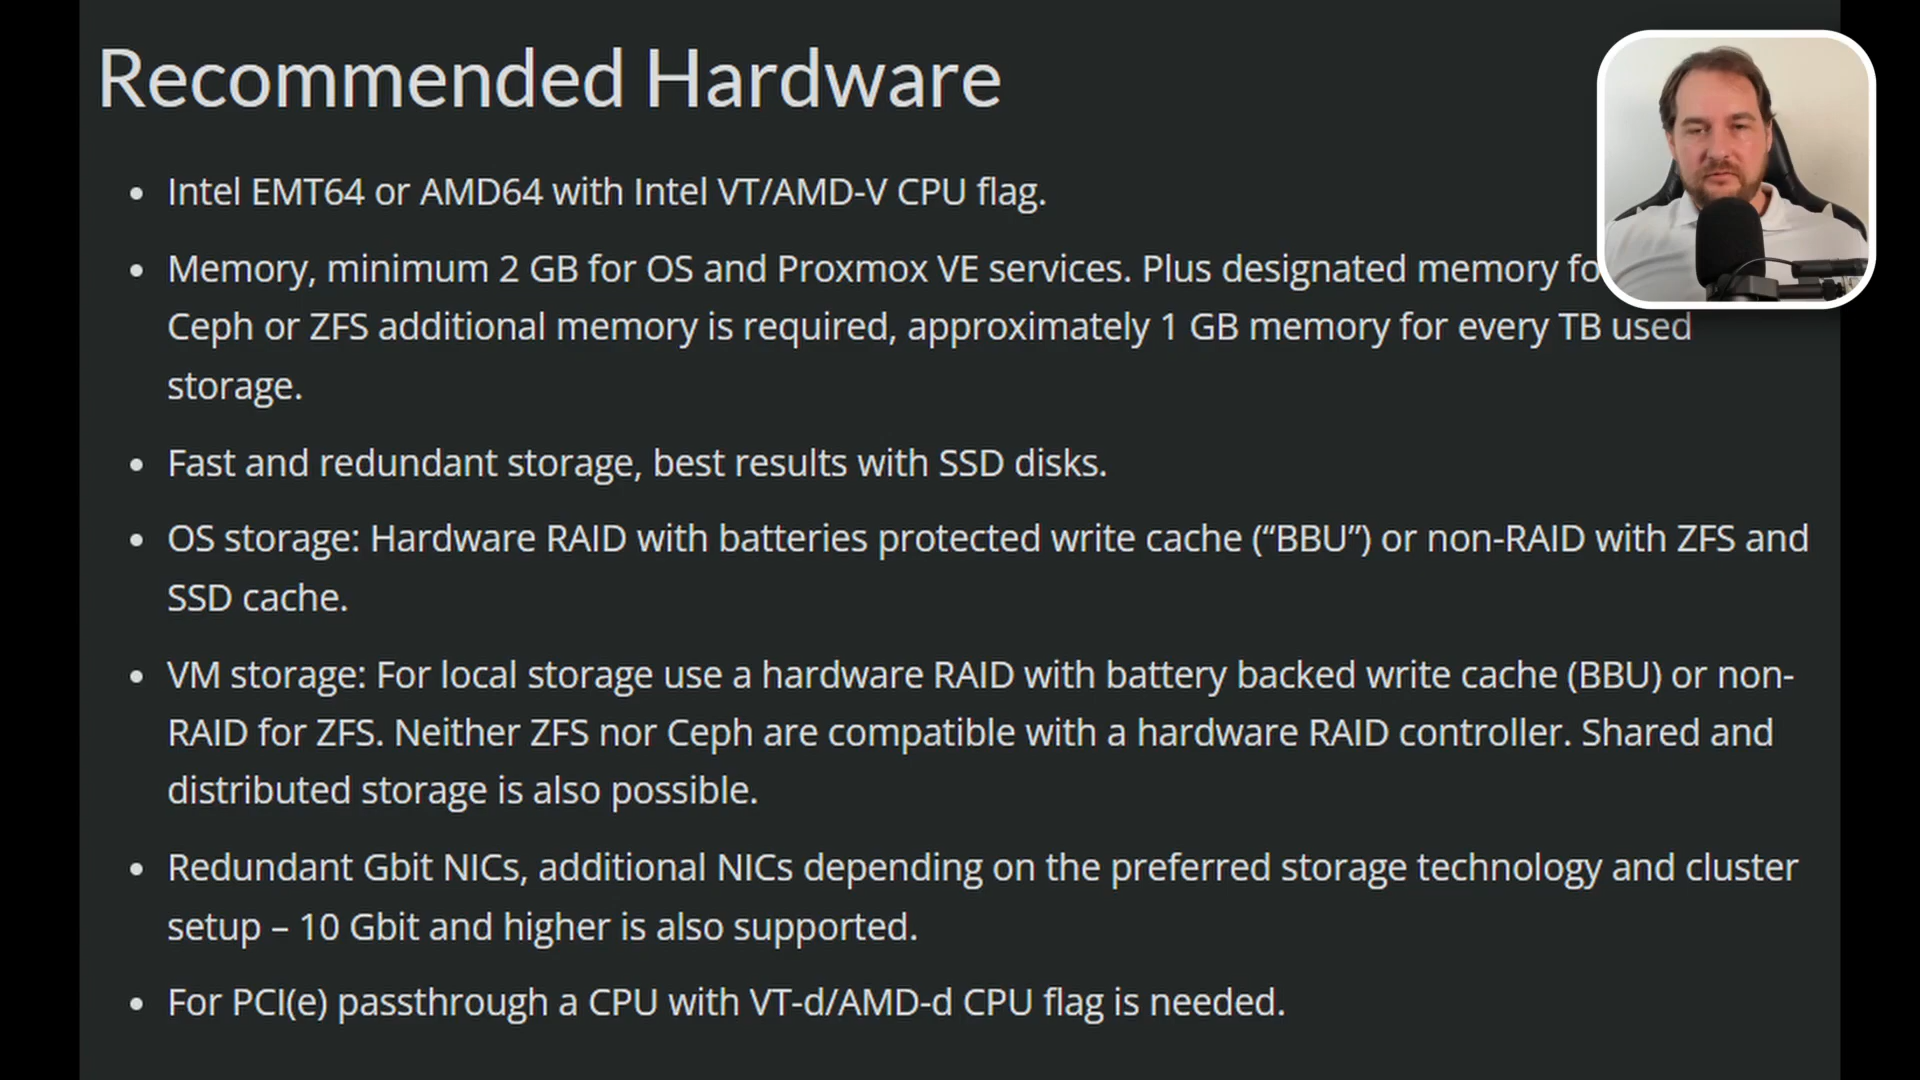 Recommended Hardware
• Intel EMT64 or AMD64 with Intel VT/AMD-V CPU flag.
• Memory, minimum 2 GB for OS and Proxmox VE services. Plus designated memory fo
Ceph or ZFS additional memory is required, approximately 1 GB memory for every TB used
storage.
• Fast and redundant storage, best results with SSD disks.
• OS storage: Hardware RAID with batteries protected write cache (“BBU”) or non-RAID with ZFS and
SSD cache.
• VM storage: For local storage use a hardware RAID with battery backed write cache (BBU) or non-
RAID for ZFS. Neither ZFS nor Ceph are compatible with a hardware RAID controller. Shared and
distributed storage is also possible.
• Redundant Gbit NICs, additional NICs depending on the preferred storage technology and cluster
setup – 10 Gbit and higher is also supported.
• For PCI(e) passthrough a CPU with VT-d/AMD-d CPU flag is needed.